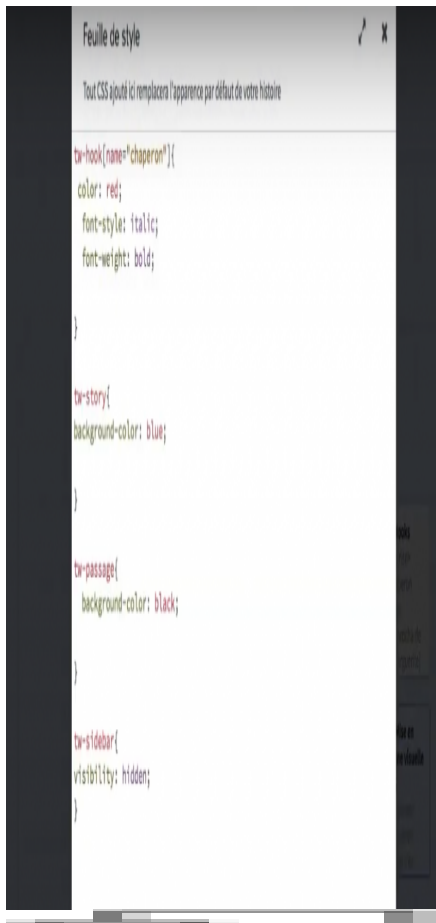 Feuille de style
Tout CSS ajouté ici remplacera l'apparence par défaut de votre histoire
tw-hook[name="chaperon"]{
color: red;
font-style: italic;
font-weight: bold;
}
tw-story{
background-color: blue;
}
tw-passage{
background-color: black;
}
tw-sidebar{
visibility: hidden;
}